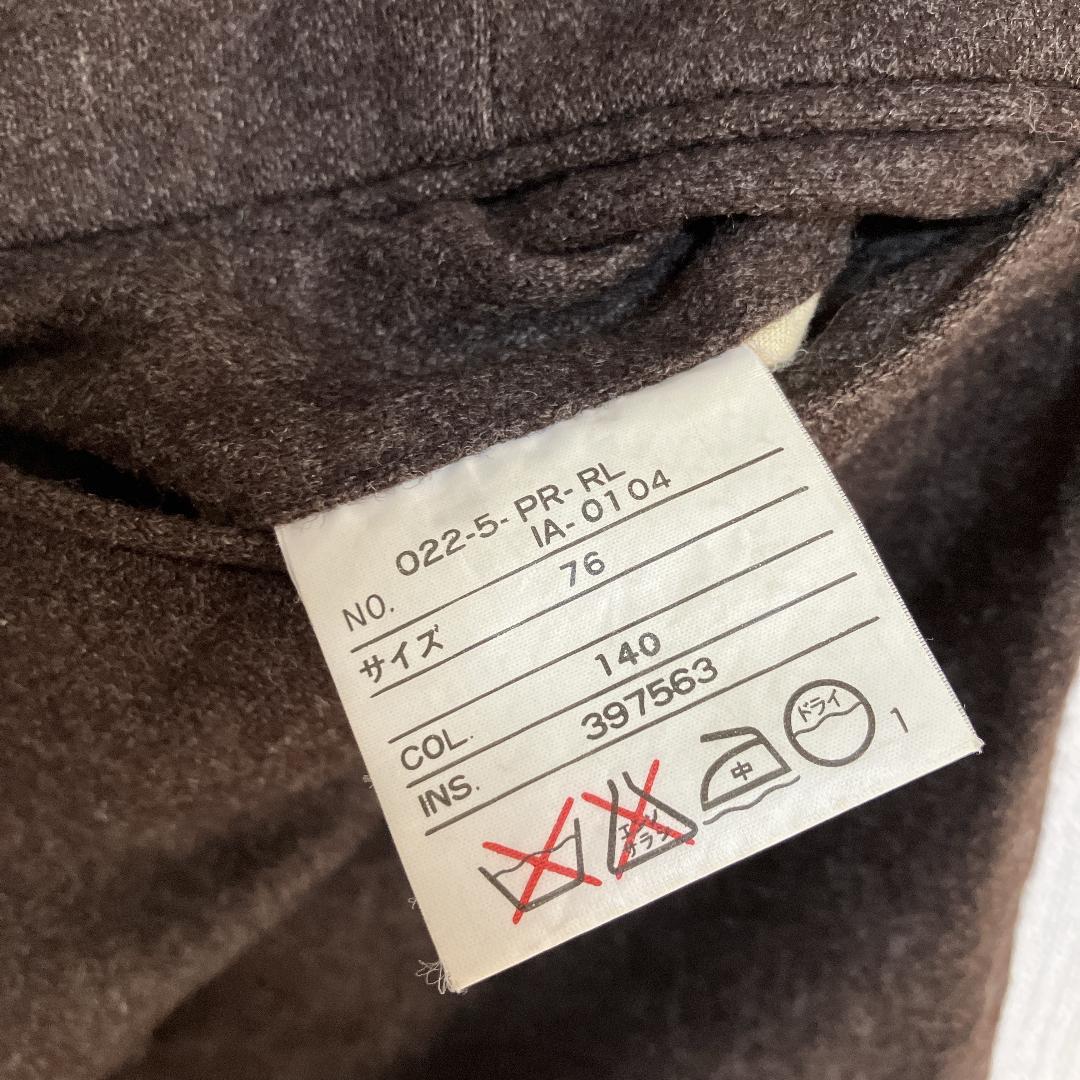 022-5-PR-RL
NO. IA-0104
サイズ 76
140
COL.
INS. 397563
エンソ
サラシ
中
ドライ
1